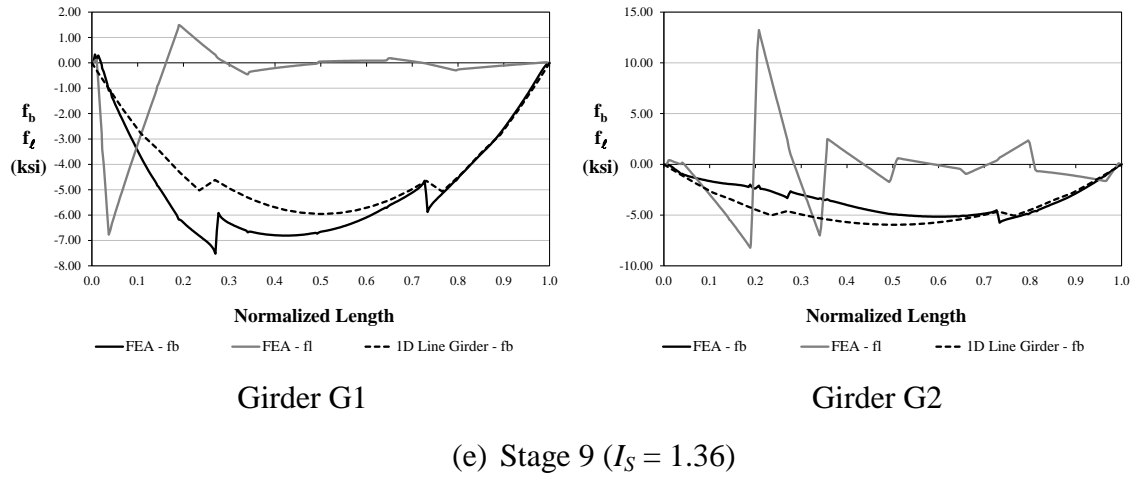 2.00
1.00
0.00
-1.00
-2.00
-3.00
-4.00
-5.00
-6.00
-7.00
-8.00
fb
fℓ
(ksi)
0.0 0.1 0.2 0.3 0.4 0.5 0.6 0.7 0.8 0.9 1.0
Normalized Length
FEA - fb FEA - fl 1D Line Girder - fb
Girder G1
15.00
10.00
5.00
0.00
-5.00
-10.00
fb
fℓ
(ksi)
0.0 0.1 0.2 0.3 0.4 0.5 0.6 0.7 0.8 0.9 1.0
Normalized Length
FEA - fb FEA - fl 1D Line Girder - fb
Girder G2
(e) Stage 9 (IS = 1.36)